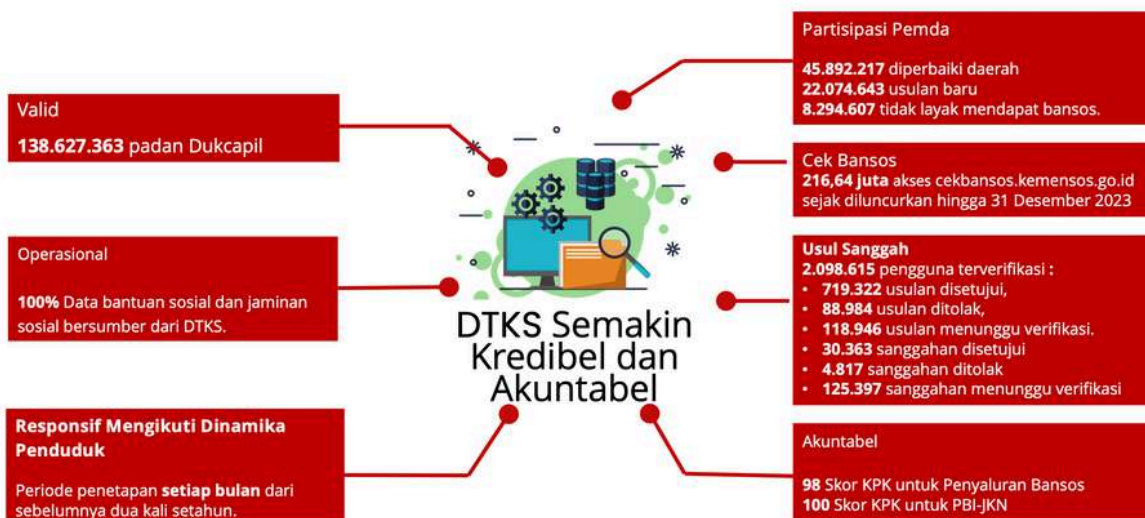 Valid
138.627.363 padan Dukcapil
Operasional
100% Data bantuan sosial dan jaminan
sosial bersumber dari DTKS.
Responsif Mengikuti Dinamika
Penduduk
Periode penetapan setiap bulan dari
sebelumnya dua kali setahun.
DTKS Semakin
Kredibel dan
Akuntabel
Partisipasi Pemda
45.892.217 diperbaiki daerah
22.074.643 usulan baru
8.294.607 tidak layak mendapat bansos.
Cek Bansos
216,64 juta akses cekbansos.kemensos.go.id
sejak diluncurkan hingga 31 Desember 2023
Usul Sanggah
2.098.615 pengguna terverifikasi :
• 719.322 usulan disetujui,
• 88.984 usulan ditolak,
• 118.946 usulan menunggu verifikasi.
• 30.363 sanggahan disetujui
• 4.817 sanggahan ditolak
• 125.397 sanggahan menunggu verifikasi
Akuntabel
98 Skor KPK untuk Penyaluran Bansos
100 Skor KPK untuk PBI-JKN